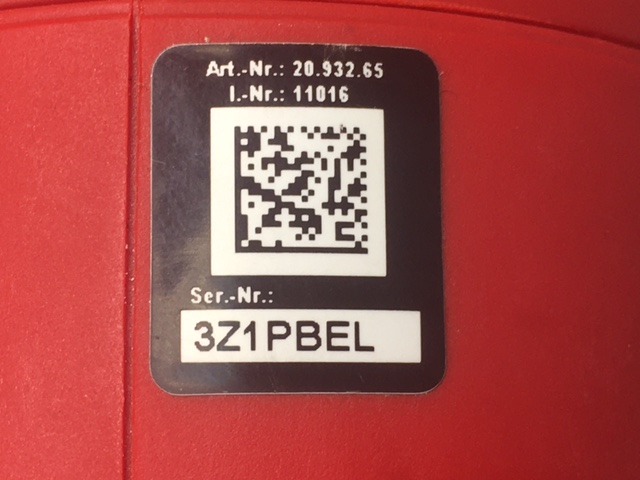 Art.-Nr.: 20.932.65
I.-Nr.: 11016
Ser.-Nr.:
3Z1PBEL